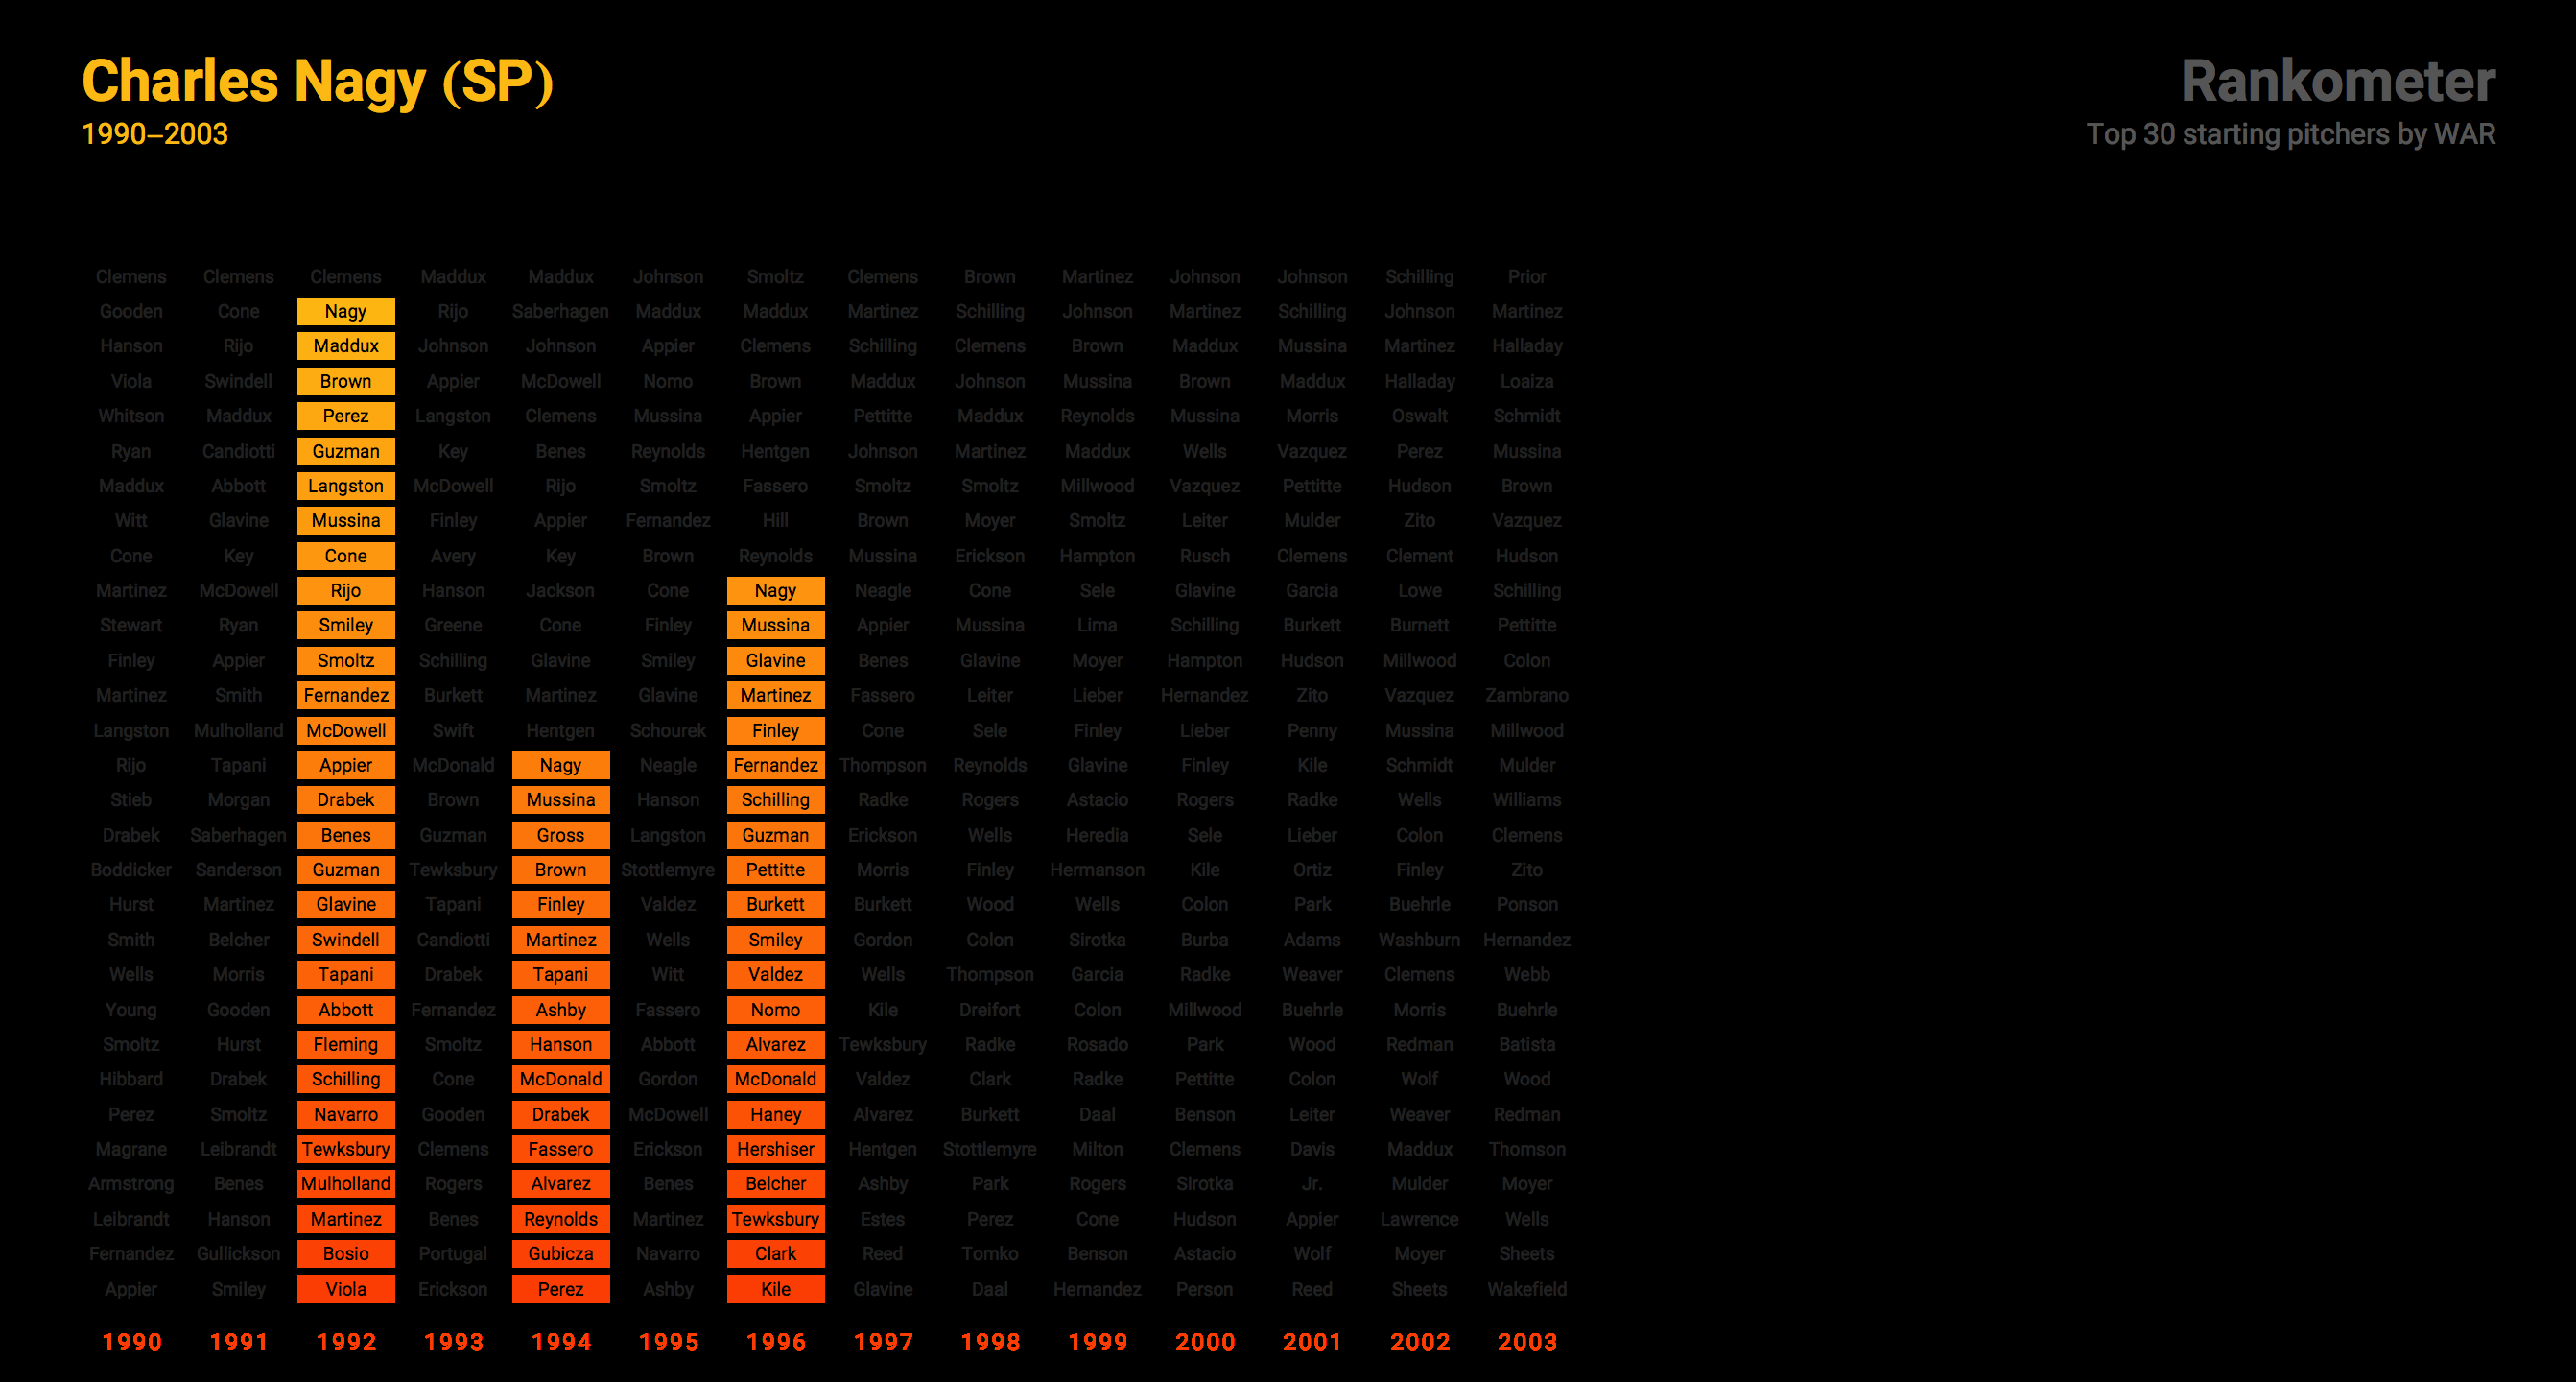 Charles Nagy (SP)
1990–2003
Rankometer
Top 30 starting pitchers by WAR
Clemens Clemens Clemens Maddux Maddux Johnson Smoltz Clemens Brown Martinez Johnson Johnson Schilling Prior
Gooden Cone Nagy Rijo Saberhagen Maddux Maddux Martinez Schilling Johnson Martinez Schilling Johnson Martinez
Hanson Rijo Maddux Johnson Johnson Appier Clemens Schilling Clemens Brown Maddux Mussina Martinez Halladay
Viola Swindell Brown Appier McDowell Nomo Brown Maddux Johnson Mussina Brown Maddux Halladay Loaiza
Whitson Maddux Perez Langston Clemens Mussina Appier Pettitte Maddux Reynolds Mussina Morris Oswalt Schmidt
Ryan Candiotti Guzman Key Benes Reynolds Hentgen Johnson Martinez Maddux Wells Vazquez Perez Mussina
Maddux Abbott Langston McDowell Rijo Smoltz Fassero Smoltz Smoltz Millwood Vazquez Pettitte Hudson Brown
Witt Glavine Mussina Finley Appier Fernandez Hill Brown Moyer Smoltz Leiter Mulder Zito Vazquez
Cone Key Cone Avery Key Brown Reynolds Mussina Erickson Hampton Rusch Clemens Clement Hudson
Martinez McDowell Rijo Hanson Jackson Cone Nagy Neagle Cone Sele Glavine Garcia Lowe Schilling
Stewart Ryan Smiley Greene Cone Finley Mussina Appier Mussina Lima Schilling Burkett Burnett Pettitte
Finley Appier Smoltz Schilling Glavine Smiley Glavine Benes Glavine Moyer Hampton Hudson Millwood Colon
Martinez Smith Fernandez Burkett Martinez Glavine Martinez Fassero Leiter Lieber Hernandez Zito Vazquez Zambrano
Langston Mulholland McDowell Swift Hentgen Schourek Finley Cone Sele Finley Lieber Penny Mussina Millwood
Rijo Tapani Appier McDonald Nagy Neagle Fernandez Thompson Reynolds Glavine Finley Kile Schmidt Mulder
Stieb Morgan Drabek Brown Mussina Hanson Schilling Radke Rogers Astacio Rogers Radke Wells Williams
Drabek Saberhagen Benes Guzman Gross Langston Guzman Erickson Wells Heredia Sele Lieber Colon Clemens
Boddicker Sanderson Guzman Tewksbury Brown Stottlemyre Pettitte Morris Finley Hermanson Kile Ortiz Finley Zito
Hurst Martinez Glavine Tapani Finley Valdez Burkett Burkett Wood Wells Colon Park Buehrle Ponson
Smith Belcher Swindell Candiotti Martinez Wells Smiley Gordon Colon Sirotka Burba Adams Washburn Hernandez
Wells Morris Tapani Drabek Tapani Witt Valdez Wells Thompson Garcia Radke Weaver Clemens Webb
Young Gooden Abbott Fernandez Ashby Fassero Nomo Kile Dreifort Colon Millwood Buehrle Morris Buehrle
Smoltz Hurst Fleming Smoltz Hanson Abbott Alvarez Tewksbury Radke Rosado Park Wood Redman Batista
Hibbard Drabek Schilling Cone McDonald Gordon McDonald Valdez Clark Radke Pettitte Colon Wolf Wood
Perez Smoltz Navarro Gooden Drabek McDowell Haney Alvarez Burkett Daal Benson Leiter Weaver Redman
Magrane Leibrandt Tewksbury Clemens Fassero Erickson Hershiser Hentgen Stottlemyre Milton Clemens Davis Maddux Thomson
Armstrong Benes Mulholland Rogers Alvarez Benes Belcher Ashby Park Rogers Sirotka Jr. Mulder Moyer
Leibrandt Hanson Martinez Benes Reynolds Martinez Tewksbury Estes Perez Cone Hudson Appier Lawrence Wells
Fernandez Gullickson Bosio Portugal Gubicza Navarro Clark Reed Tomko Benson Astacio Wolf Moyer Sheets
Appier Smiley Viola Erickson Perez Ashby Kile Glavine Daal Hernandez Person Reed Sheets Wakefield
1990 1991 1992 1993 1994 1995 1996 1997 1998 1999 2000 2001 2002 2003